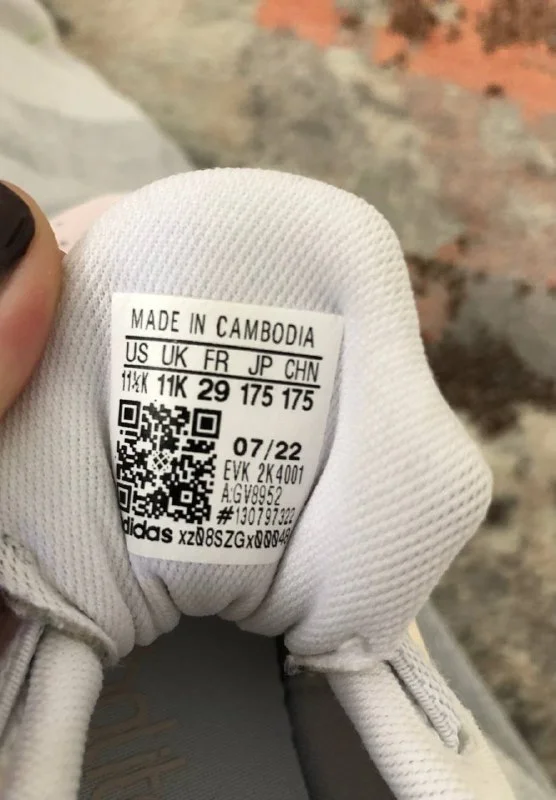 MADE IN CAMBODIA
US UK FR JP CHN
11½K 11K 29 175 175
07/22
EVK 2K4001
A:GV8952
#130797322
adidas xz08SZGx00048